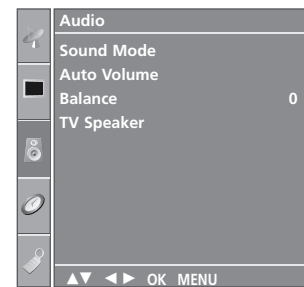 Audio
Sound Mode
Auto Volume
Balance 0
TV Speaker
▲▼ ◄► OK MENU